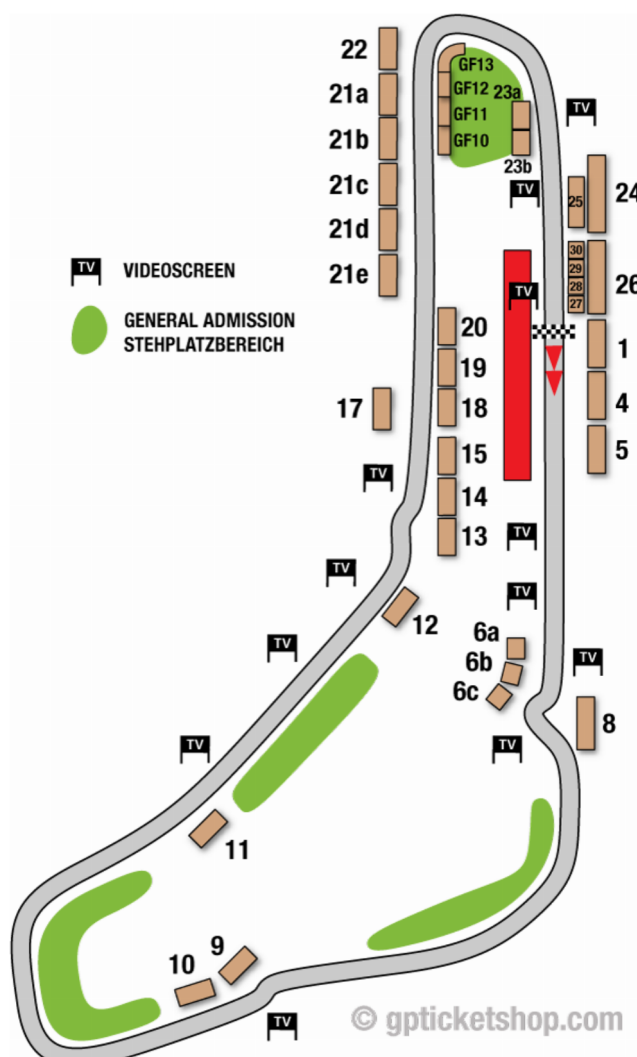 22
21a
21b
21c
21d
21e
GF13
GF12
23a
GF11
GF10
23b
TV
TV
25
24
30
29
28
27
26
TV
TV VIDEOSCREEN
GENERAL ADMISSION
STEHPLATZBEREICH
20
19
18
17
15
14
13
1
4
5
TV
TV
TV
TV
12
6a
6b
6c
TV
TV
8
TV
TV
11
9
10
TV
© gpticketshop.com